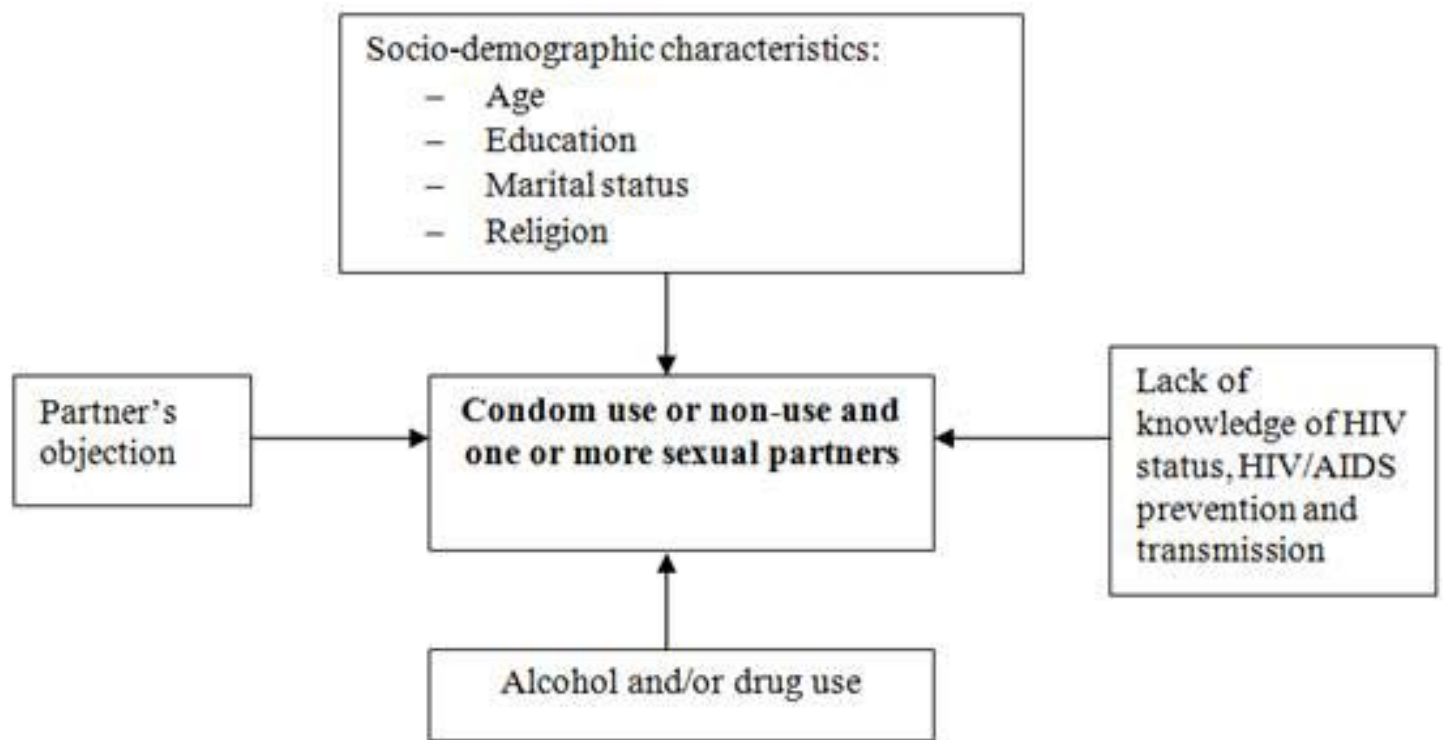 Socio-demographic characteristics:
– Age
– Education
– Marital status
– Religion
Partner's
objection
Condom use or non-use and
one or more sexual partners
Lack of
knowledge of HIV
status, HIV/AIDS
prevention and
transmission
Alcohol and/or drug use